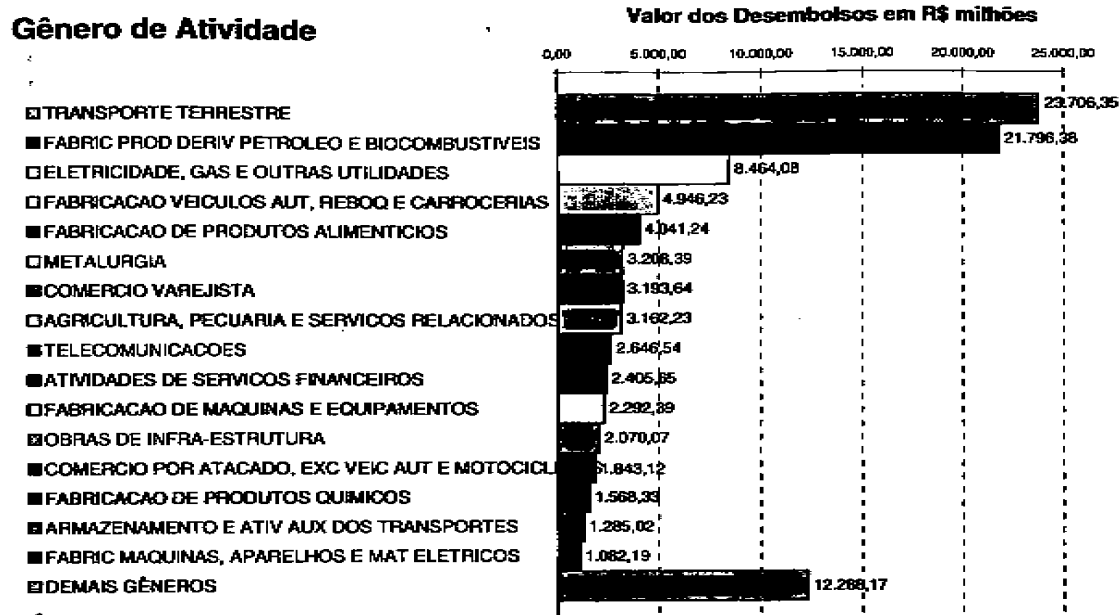 Gênero de Atividade
Valor dos Desembolsos em R$ milhões
0,00 5.000,00 10.000,00 15.000,00 20.000,00 25.000,00
TRANSPORTE TERRESTRE 23.706,35
FABRIC PROD DERIV PETROLEO E BIOCOMBUSTIVEIS 21.796,38
ELETRICIDADE, GAS E OUTRAS UTILIDADES 8.464,08
FABRICACAO VEICULOS AUT, REBOQ E CARROCERIAS 4.946,23
FABRICACAO DE PRODUTOS ALIMENTICIOS 4.041,24
METALURGIA 3.208,39
COMERCIO VAREJISTA 3.193,64
AGRICULTURA, PECUARIA E SERVICOS RELACIONADOS 3.162,23
TELECOMUNICACOES 2.646,54
ATIVIDADES DE SERVICOS FINANCEIROS 2.405,65
FABRICACAO DE MAQUINAS E EQUIPAMENTOS 2.292,39
OBRAS DE INFRA-ESTRUTURA 2.070,07
COMERCIO POR ATACADO, EXC VEIC AUT E 1.843,12
FABRICACAO DE PRODUTOS QUIMICOS 1.568,33
ARMAZENAMENTO E ATIV AUX DOS TRANSPORTES 1.285,02
FABRIC MAQUINAS, APARELHOS E MAT ELETRICOS 1.082,19
DEMAIS GÊNEROS 12.288,17